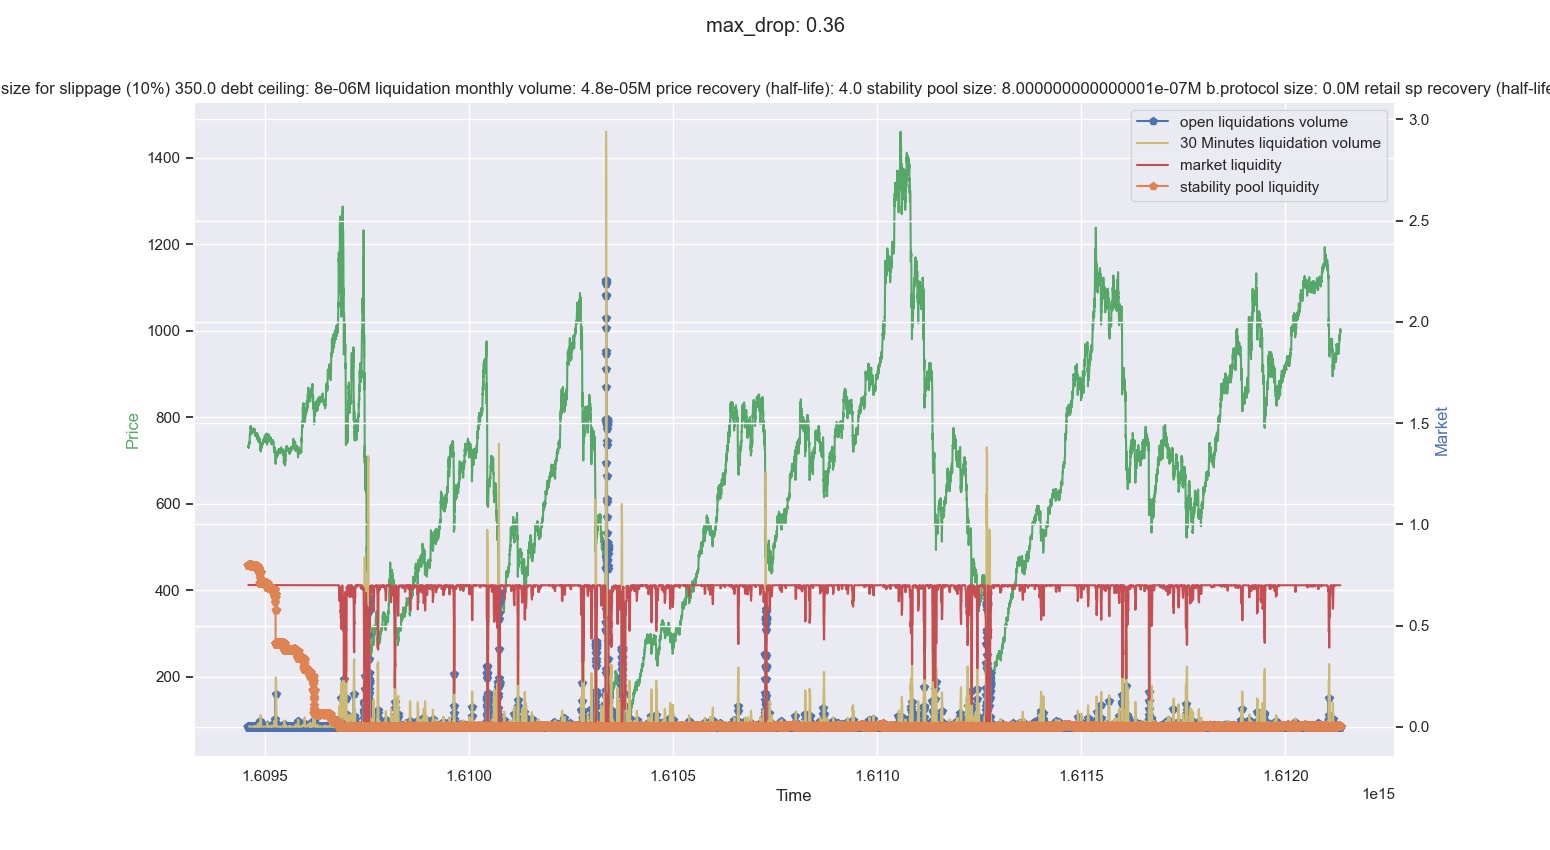 max_drop: 0.36
size for slippage (10%) 350.0 debt ceiling: 8e-06M liquidation monthly volume: 4.8e-05M price recovery (half-life): 4.0 stability pool size: 8.000000000000001e-07M b.protocol size: 0.0M retail sp recovery (half-life
open liquidations volume
30 Minutes liquidation volume
market liquidity
stability pool liquidity
1400
1200
1000
800
600
400
200
Price
3.0
2.5
2.0
1.5
1.0
0.5
0.0
Market
1.6095
1.6100
1.6105
1.6110
1.6115
1.6120
Time
1e15